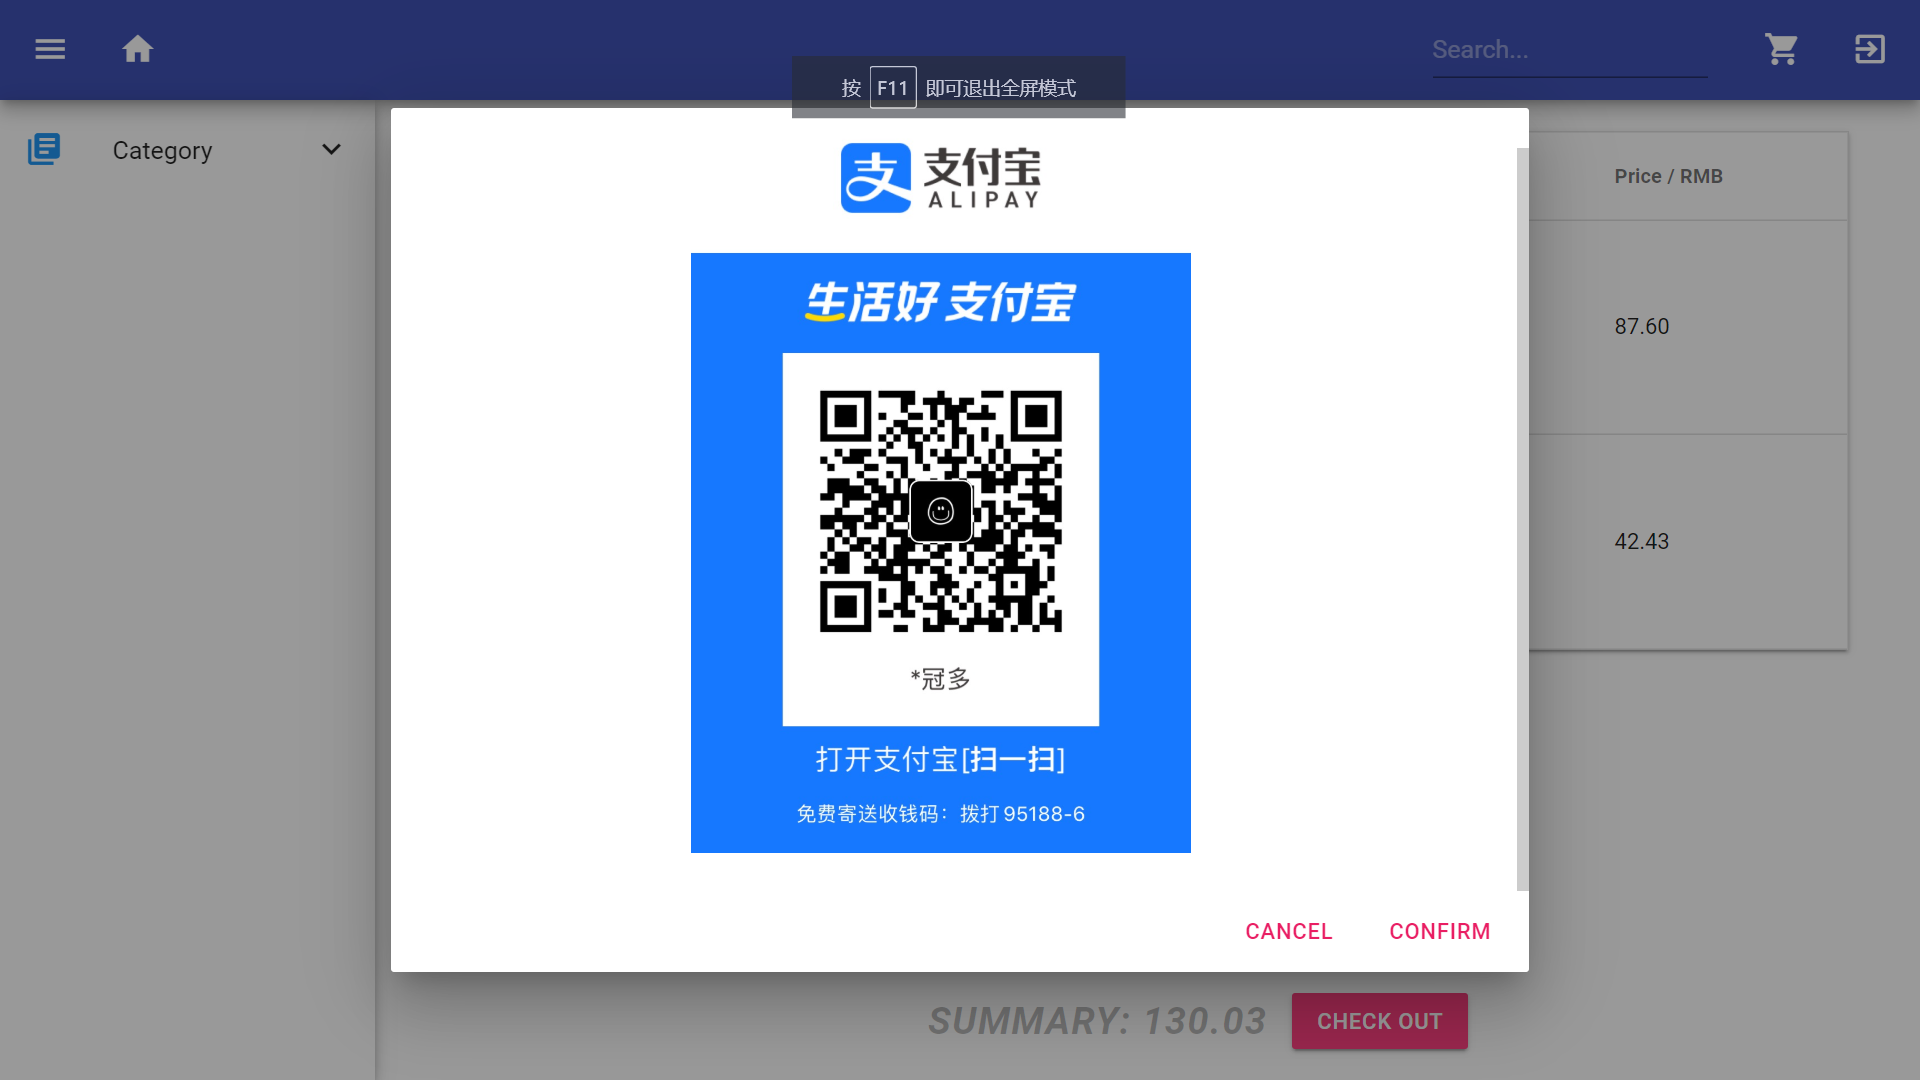 Search...
按 F11 即可退出全屏模式
Category
支 支付宝
ALIPAY
Price / RMB
生活好 支付宝
87.60
42.43
*冠多
打开支付宝[扫一扫]
免费寄送收钱码：拨打 95188-6
CANCEL CONFIRM
SUMMARY: 130.03 CHECK OUT